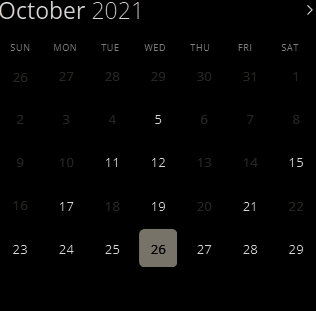 October 2021
SUN MON TUE WED THU FRI SAT
26 27 28 29 30 31 1
2 3 4 5 6 7 8
9 10 11 12 13 14 15
16 17 18 19 20 21 22
23 24 25 26 27 28 29